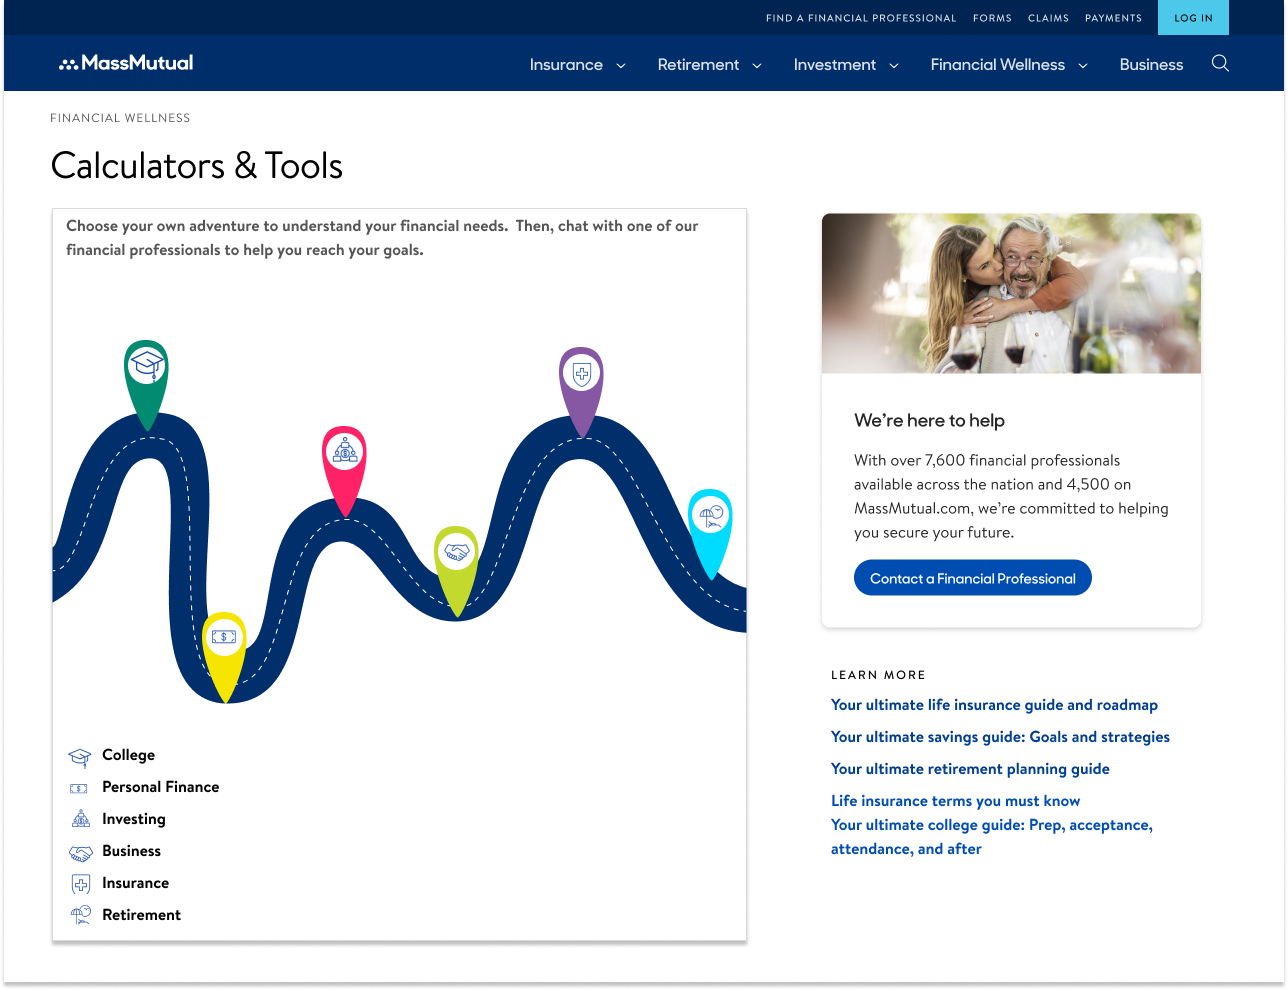 FIND A FINANCIAL PROFESSIONAL FORMS CLAIMS PAYMENTS LOG IN
MassMutual Insurance Retirement Investment Financial Wellness Business
FINANCIAL WELLNESS
Calculators & Tools
Choose your own adventure to understand your financial needs. Then, chat with one of our
financial professionals to help you reach your goals.
College
Personal Finance
Investing
Business
Insurance
Retirement
We’re here to help
With over 7,600 financial professionals
available across the nation and 4,500 on
MassMutual.com, we’re committed to helping
you secure your future.
Contact a Financial Professional
LEARN MORE
Your ultimate life insurance guide and roadmap
Your ultimate savings guide: Goals and strategies
Your ultimate retirement planning guide
Life insurance terms you must know
Your ultimate college guide: Prep, acceptance,
attendance, and after